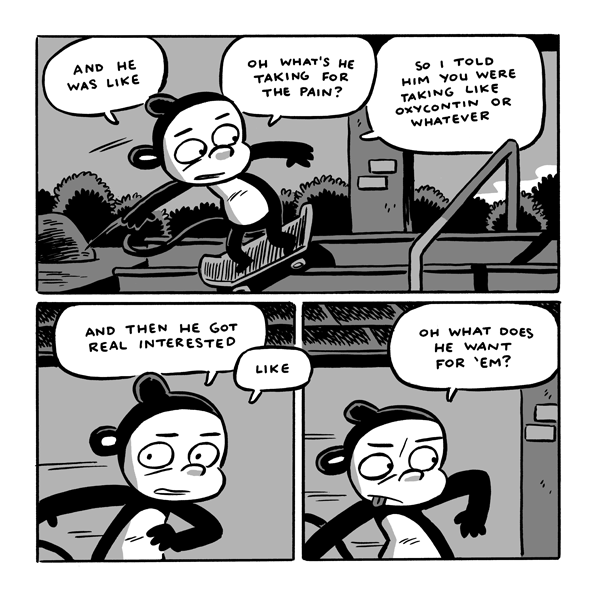 AND HE
WAS LIKE
OH WHAT'S HE
TAKING FOR
THE PAIN?
SO I TOLD
HIM YOU WERE
TAKING LIKE
OXYCONTIN OR
WHATEVER
AND THEN HE GOT
REAL INTERESTED
LIKE
OH WHAT DOES
HE WANT
FOR 'EM?